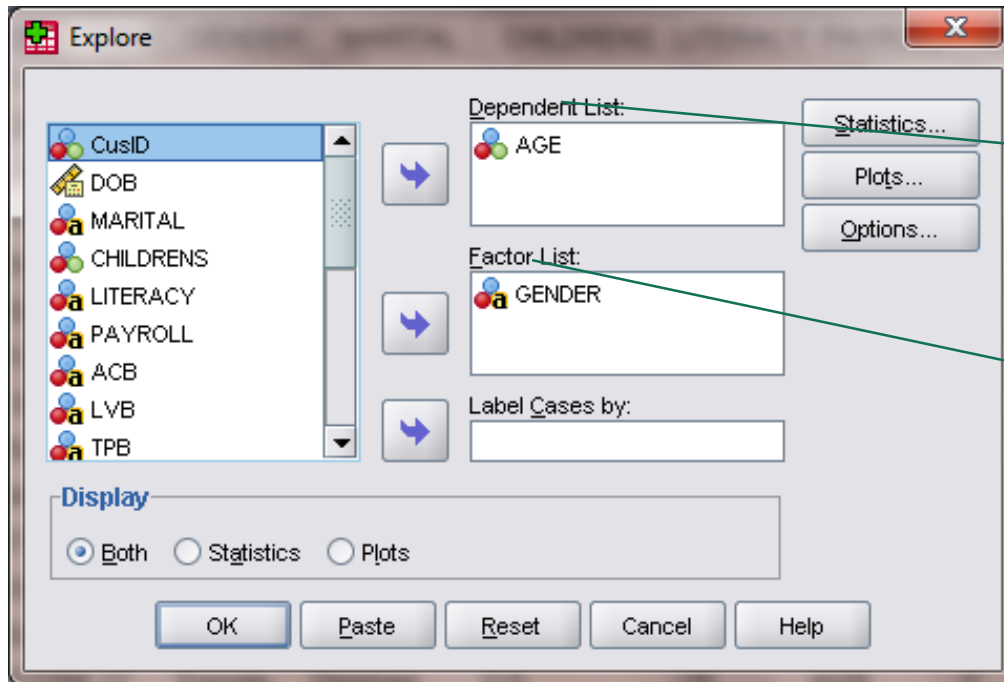 Explore
Dependent List:
Statistics...
CusID
AGE
DOB
Plots...
MARITAL
Options...
CHILDRENS
Factor List:
LITERACY
GENDER
PAYROLL
ACB
LVB
Label Cases by:
TPB
Display
Both
Statistics
Plots
OK
Paste
Reset
Cancel
Help